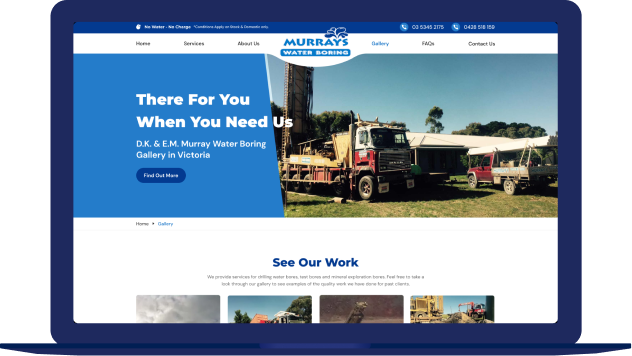 No Water - No Charge *Conditions Apply on Stock & Domestic only.
03 5345 2175
0428 516 159
Home
Services
About Us
MURRAYS
WATER BORING
Gallery
FAQs
Contact Us
There For You
When You Need Us
D.K. & E.M. Murray Water Boring
Gallery in Victoria
Find Out More
Home
Gallery
See Our Work
We provide services for drilling water bores, test bores and mineral exploration bores. Feel free to take a
look through our gallery to see examples of the quality work we have done for past clients.